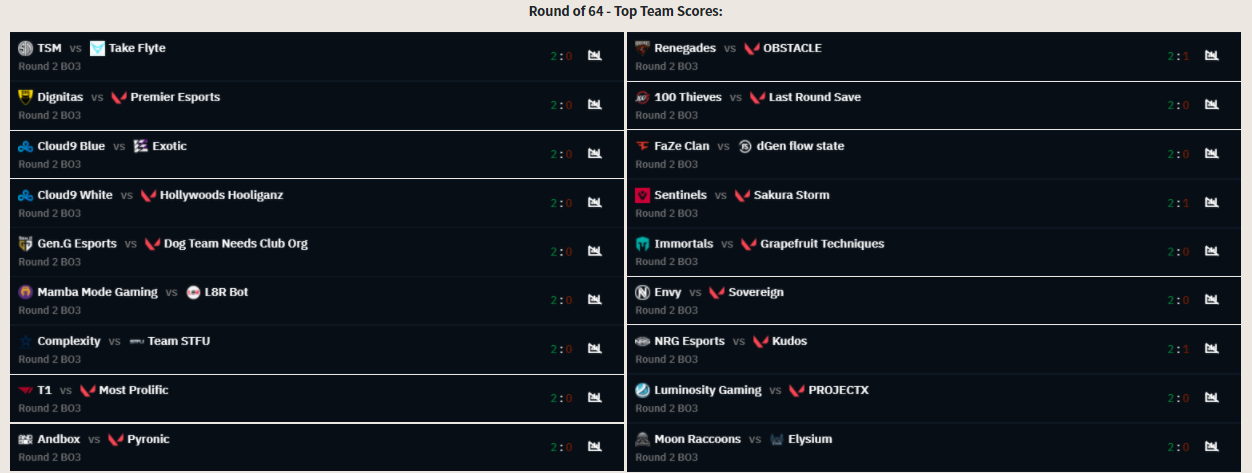 Round of 64 - Top Team Scores:
TSM vs Take Flyte 2:0
Round 2 BO3
Dignitas vs Premier Esports 2:0
Round 2 BO3
Cloud9 Blue vs Exotic 2:0
Round 2 BO3
Cloud9 White vs Hollywoods Hooliganz 2:0
Round 2 BO3
Gen.G Esports vs Dog Team Needs Club Org 2:0
Round 2 BO3
Mamba Mode Gaming vs L8R Bot 2:0
Round 2 BO3
Complexity vs Team STFU 2:0
Round 2 BO3
T1 vs Most Prolific 2:0
Round 2 BO3
Andbox vs Pyronic 2:0
Round 2 BO3
Renegades vs OBSTACLE 2:1
Round 2 BO3
100 Thieves vs Last Round Save 2:0
Round 2 BO3
FaZe Clan vs dGen flow state 2:0
Round 2 BO3
Sentinels vs Sakura Storm 2:1
Round 2 BO3
Immortals vs Grapefruit Techniques 2:0
Round 2 BO3
Envy vs Sovereign 2:0
Round 2 BO3
NRG Esports vs Kudos 2:1
Round 2 BO3
Luminosity Gaming vs PROJECTX 2:0
Round 2 BO3
Moon Raccoons vs Elysium 2:0
Round 2 BO3